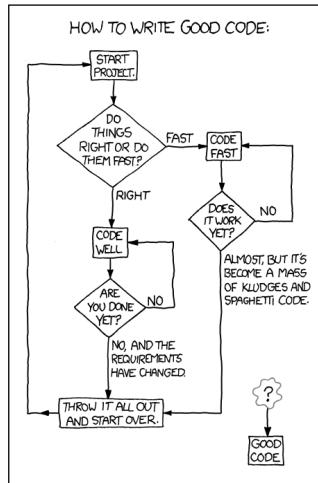 HOW TO WRITE GOOD CODE:
START
PROJECT.
DO
THINGS
RIGHT OR DO
THEM FAST?
FAST
CODE
FAST
RIGHT
DOES
IT WORK
YET?
NO
CODE
WELL
ALMOST, BUT IT'S
BECOME A MASS
OF KLUDGES AND
SPAGHETTI CODE.
ARE
YOU DONE
YET?
NO
NO, AND THE
REQUIREMENTS
HAVE CHANGED.
THROW IT ALL OUT
AND START OVER.
?
GOOD
CODE